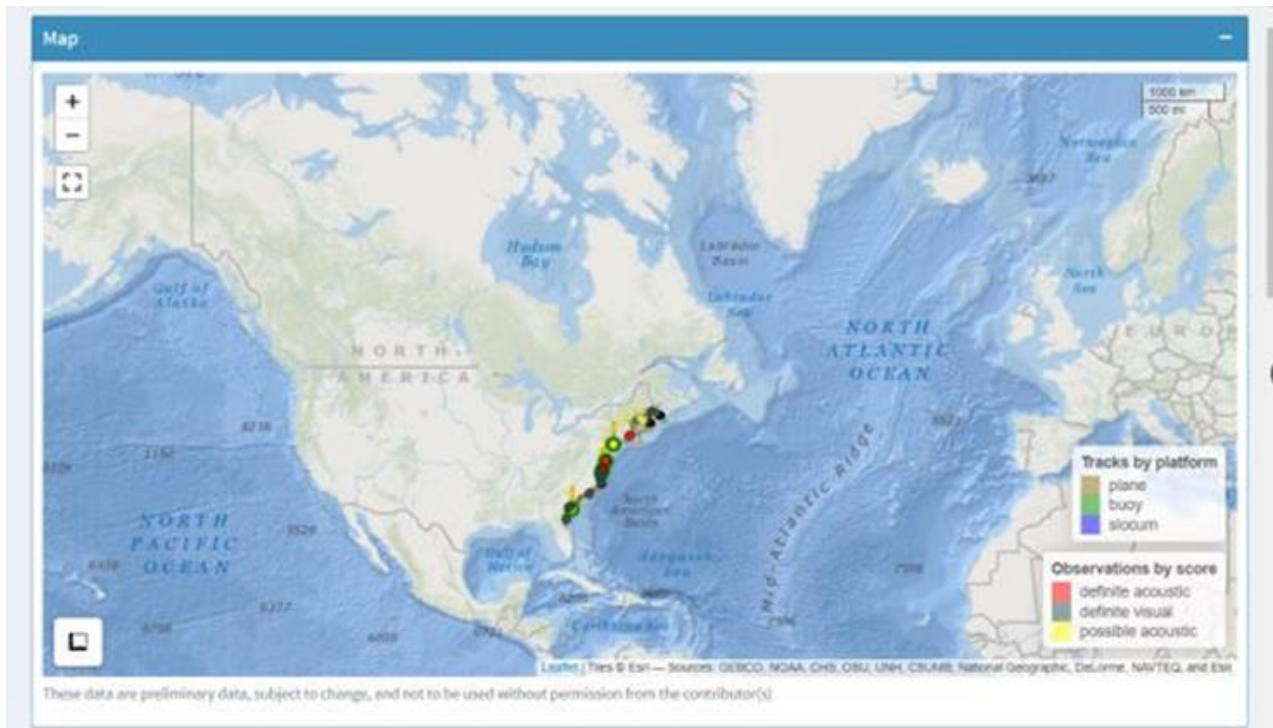 Map
−
+
−
1000 km
500 mi
Norwegian
Sea
Hudson
Bay
Labrador
Basin
Labrador
Sea
Gulf of
Alaska
North
Sea
NORTH
ATLANTIC
OCEAN
EUROP
NORTH
AMERICA
Mid-Atlantic Ridge
North
American
Basin
NORTH
PACIFIC
OCEAN
Gulf of
Mexico
Sargasso
Sea
Caribbean Sea
Tracks by platform
plane
buoy
slocum
Observations by score
definite acoustic
definite visual
possible acoustic
Leaflet | Tiles © Esri — Sources: GEBCO, NOAA, CHS, OSU, UNH, CSUMB, National Geographic, DeLorme, NAVTEQ, and Esri
These data are preliminary data, subject to change, and not to be used without permission from the contributor(s)